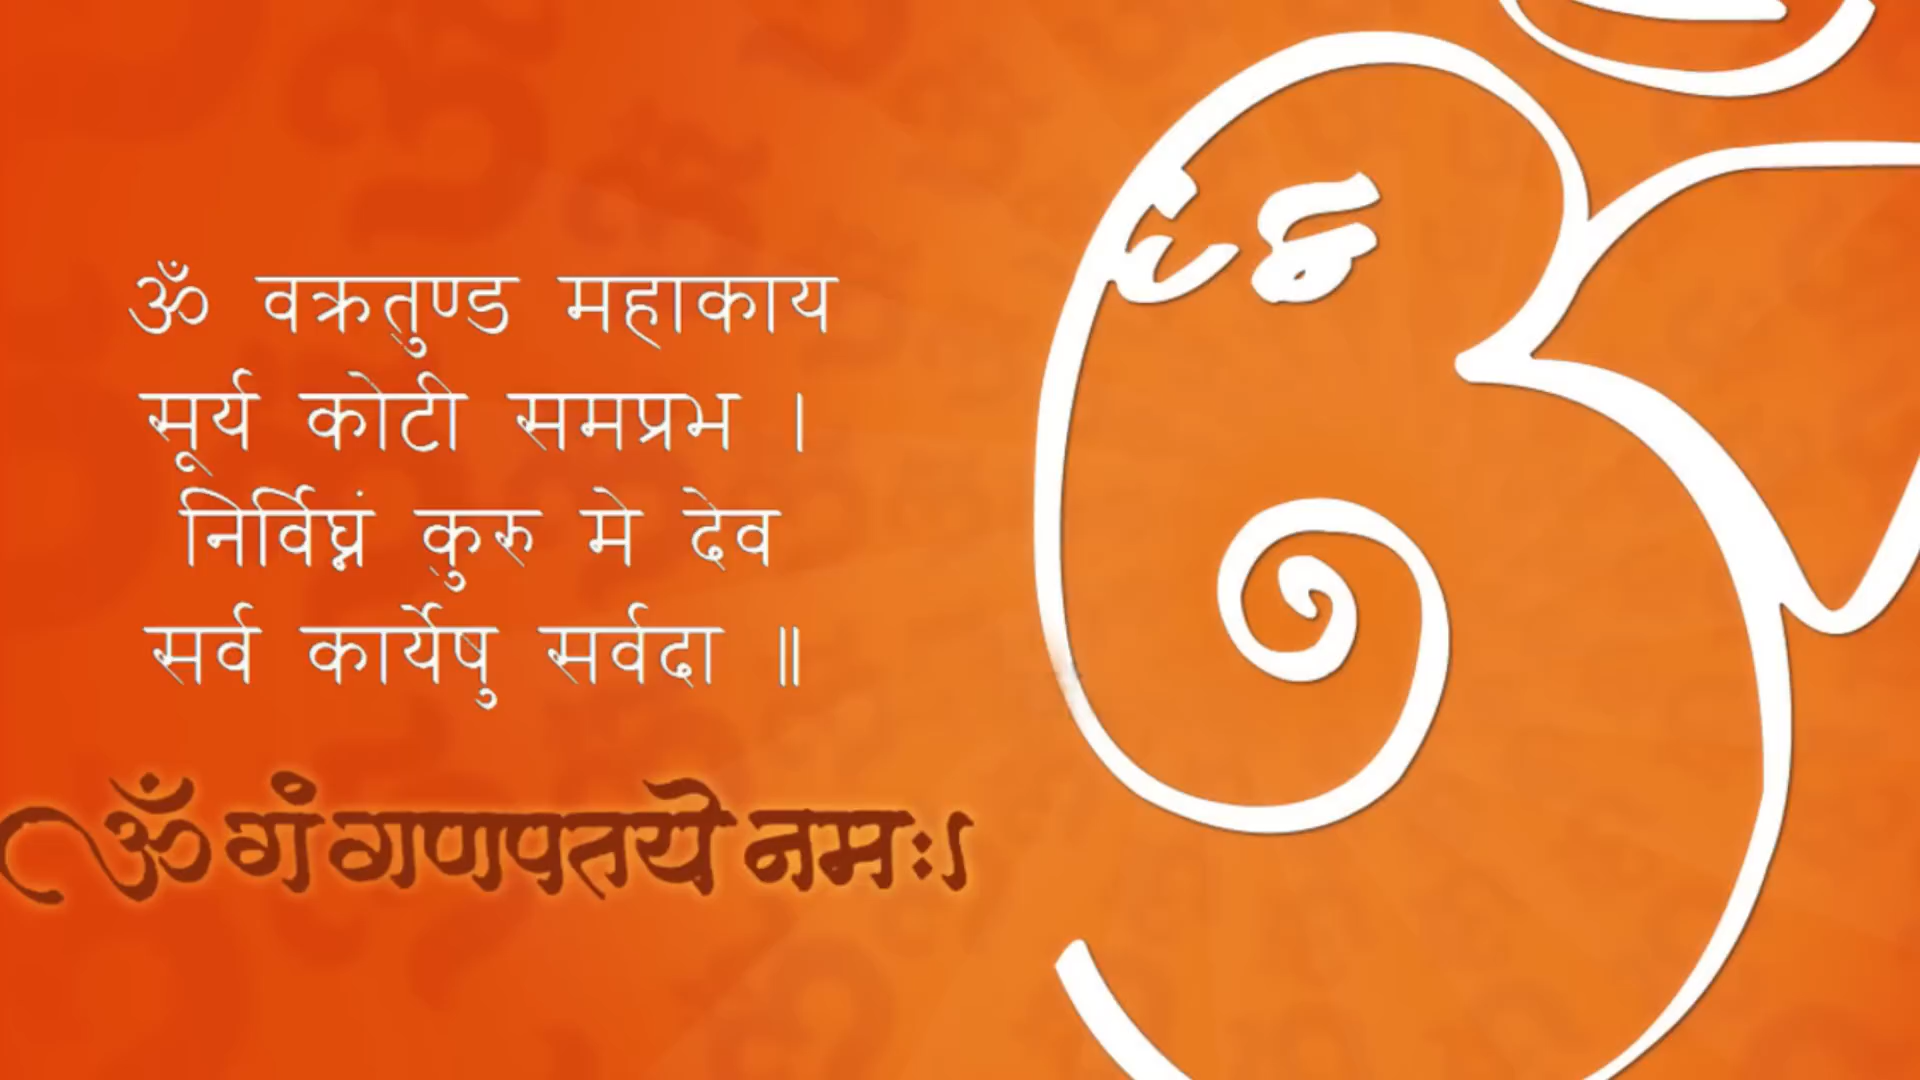 ॐ वक्रतुण्ड महाकाय
सूर्य कोटी समप्रभ ।
निर्विघ्नं कुरु मे देव
सर्व कार्येषु सर्वदा ॥
ॐ गं गणपतये नमः।